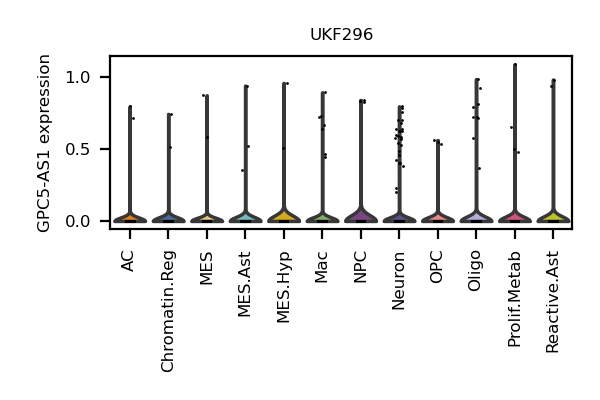 UKF296
GPC5-AS1 expression
1.0
0.5
0.0
AC
Chromatin.Reg
MES
MES.Ast
MES.Hyp
Mac
NPC
Neuron
OPC
Oligo
Prolif.Metab
Reactive.Ast